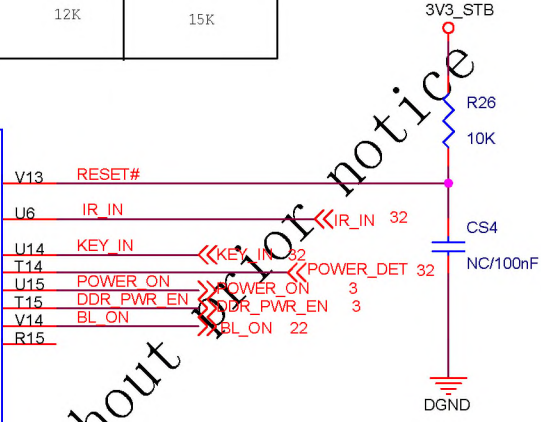 12K 15K
3V3_STB
R26
10K
V13 RESET#
U6 IR_IN IR_IN 32
CS4
NC/100nF
U14 KEY_IN KEY_IN 32
T14 POWER_DET 32
U15 POWER_ON POWER_ON 3
T15 DDR_PWR_EN DDR_PWR_EN 3
V14 BL_ON BL_ON 22
R15
DGND
hout prior notice